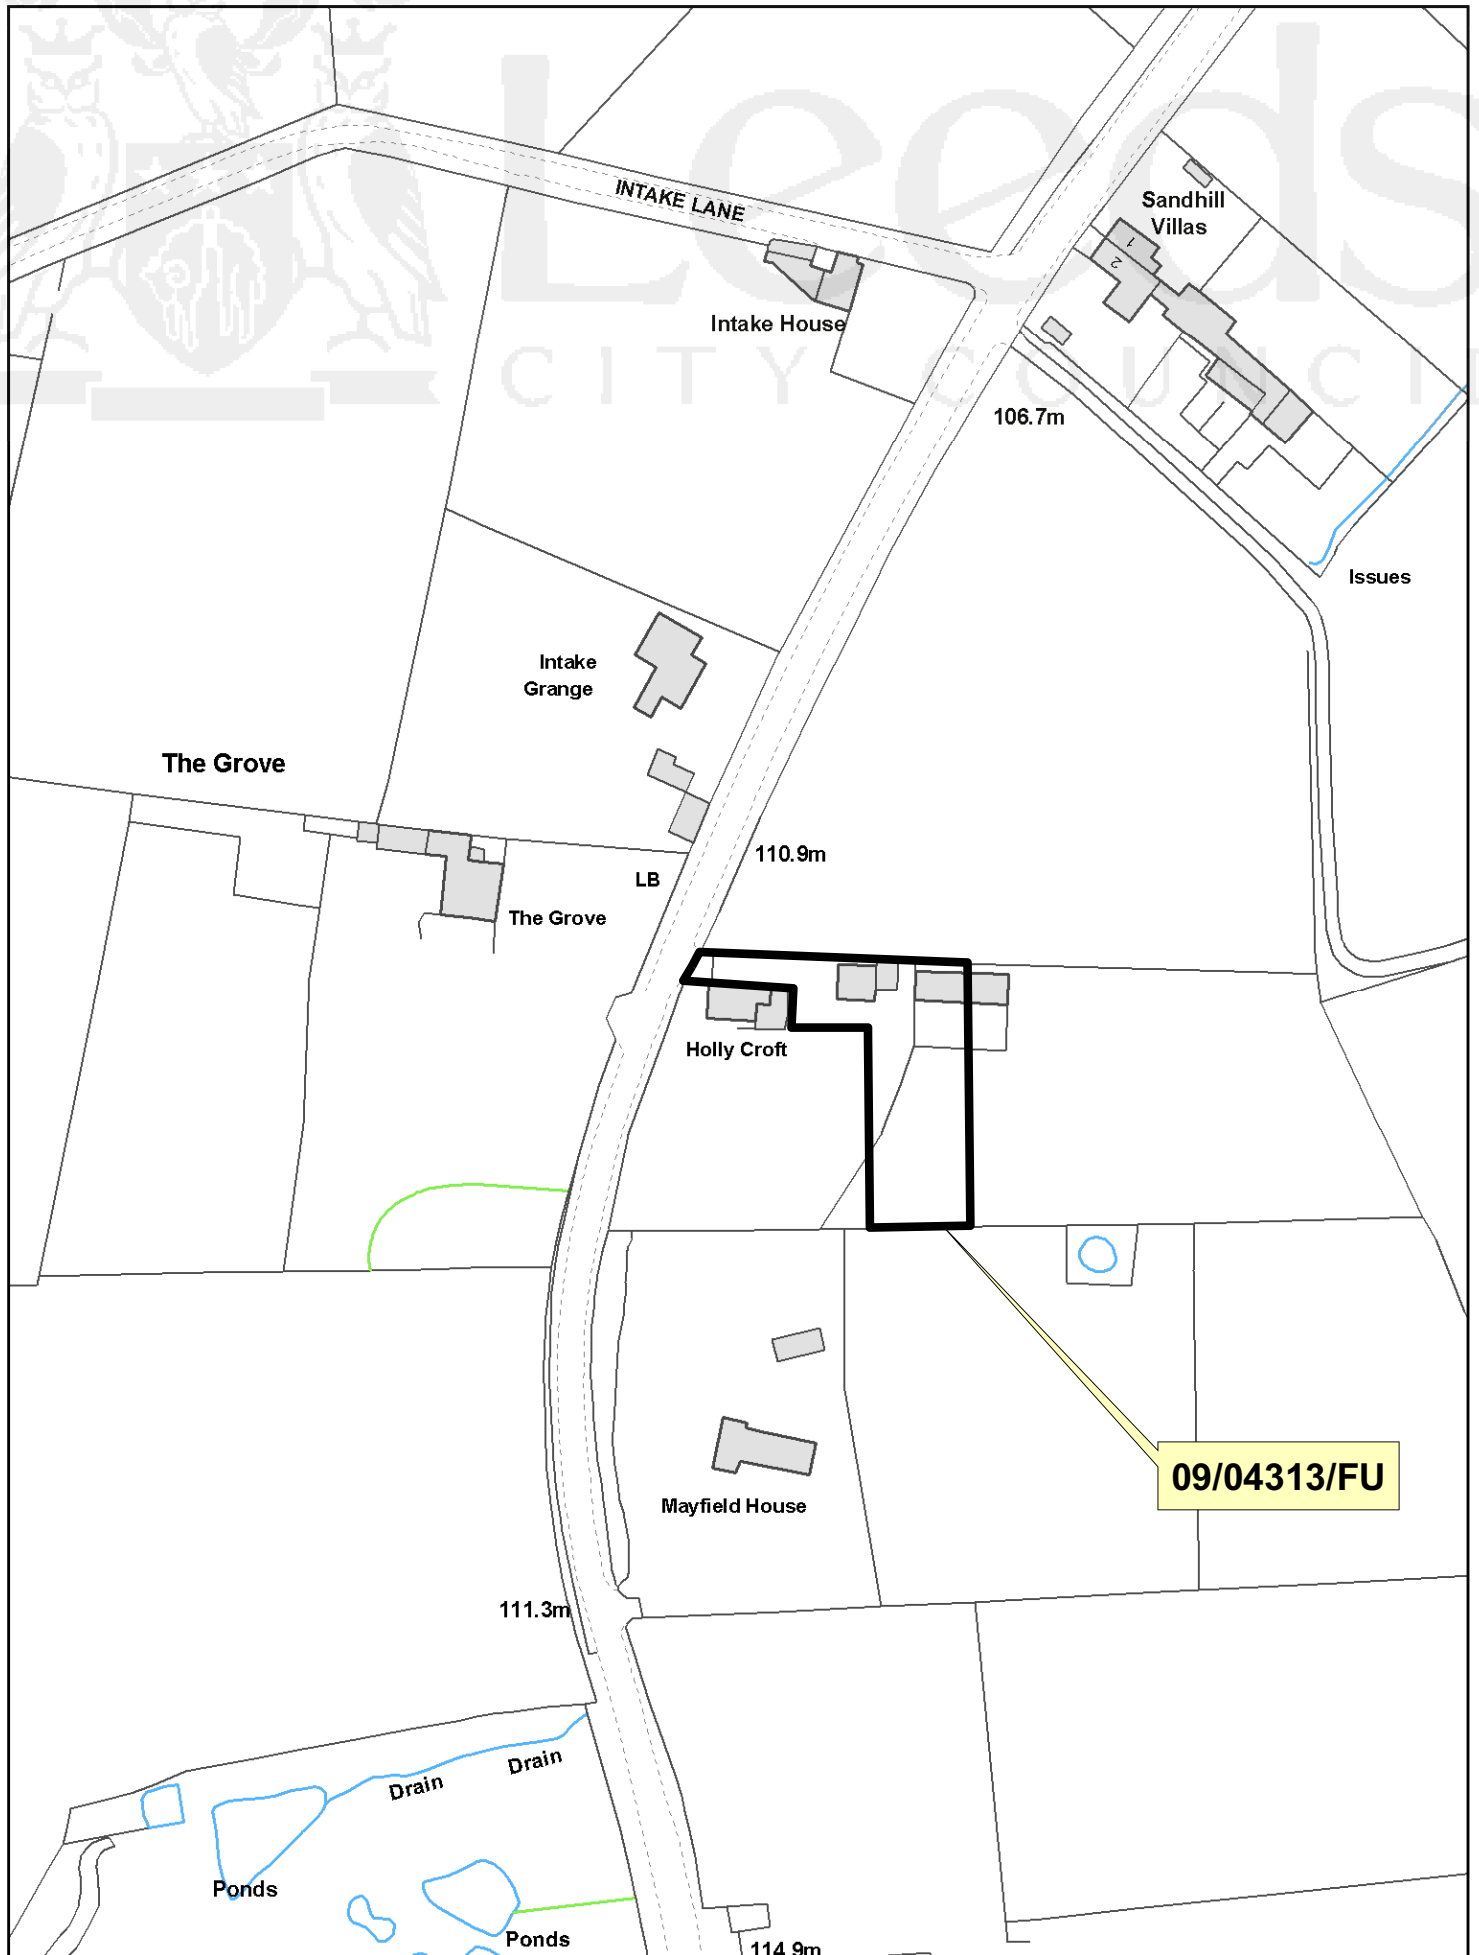 Leeds
CITY COUNCIL
INTAKE LANE
Sandhill
Villas
1
2
Intake House
106.7m
Issues
Intake
Grange
The Grove
110.9m
LB
The Grove
Holly Croft
09/04313/FU
Mayfield House
111.3m
Drain
Drain
Ponds
Ponds
114.9m